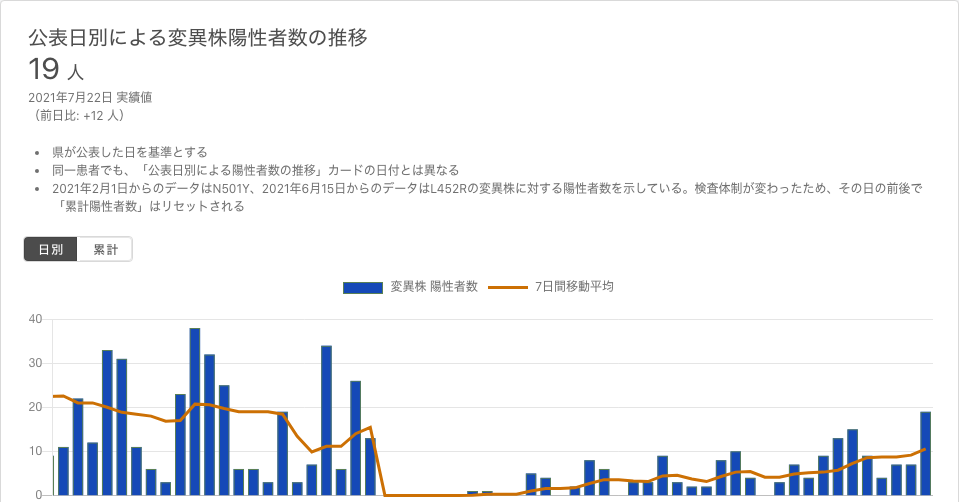 公表日別による変異株陽性者数の推移
19 人
2021年7月22日 実績値
（前日比: +12 人）
• 県が公表した日を基準とする
• 同一患者でも、「公表日別による陽性者数の推移」カードの日付とは異なる
• 2021年2月1日からのデータはN501Y、2021年6月15日からのデータはL452Rの変異株に対する陽性者数を示している。検査体制が変わったため、その日の前後で
「累計陽性者数」はリセットされる
日別 累計
変異株 陽性者数 7日間移動平均
40
30
20
10
0